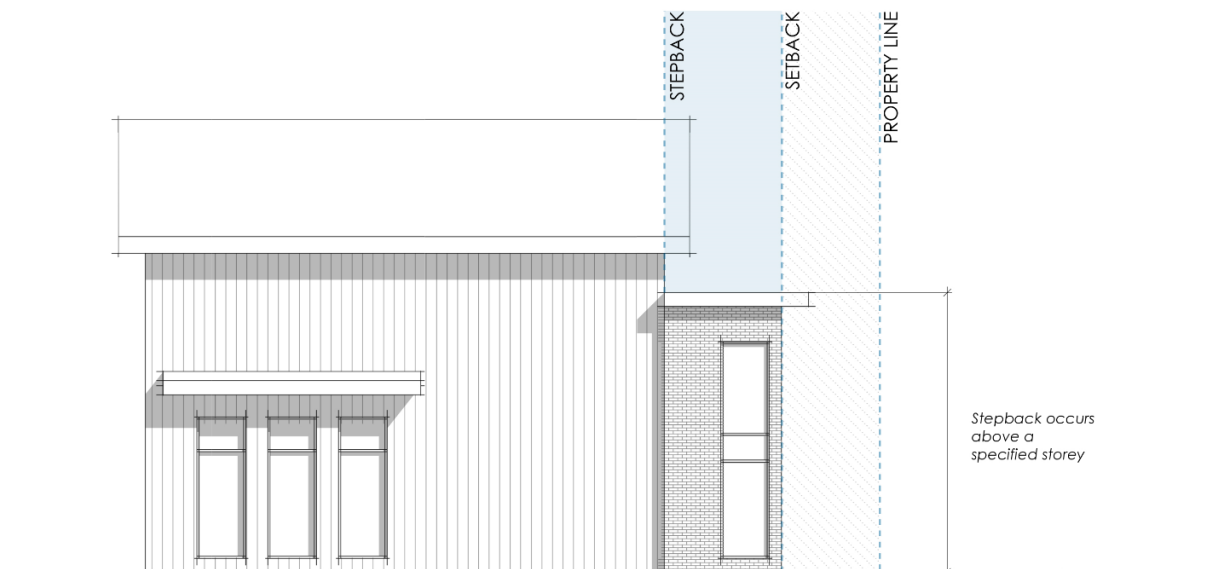 STEPBACK
SETBACK
PROPERTY LINE
Stepback occurs
above a
specified storey